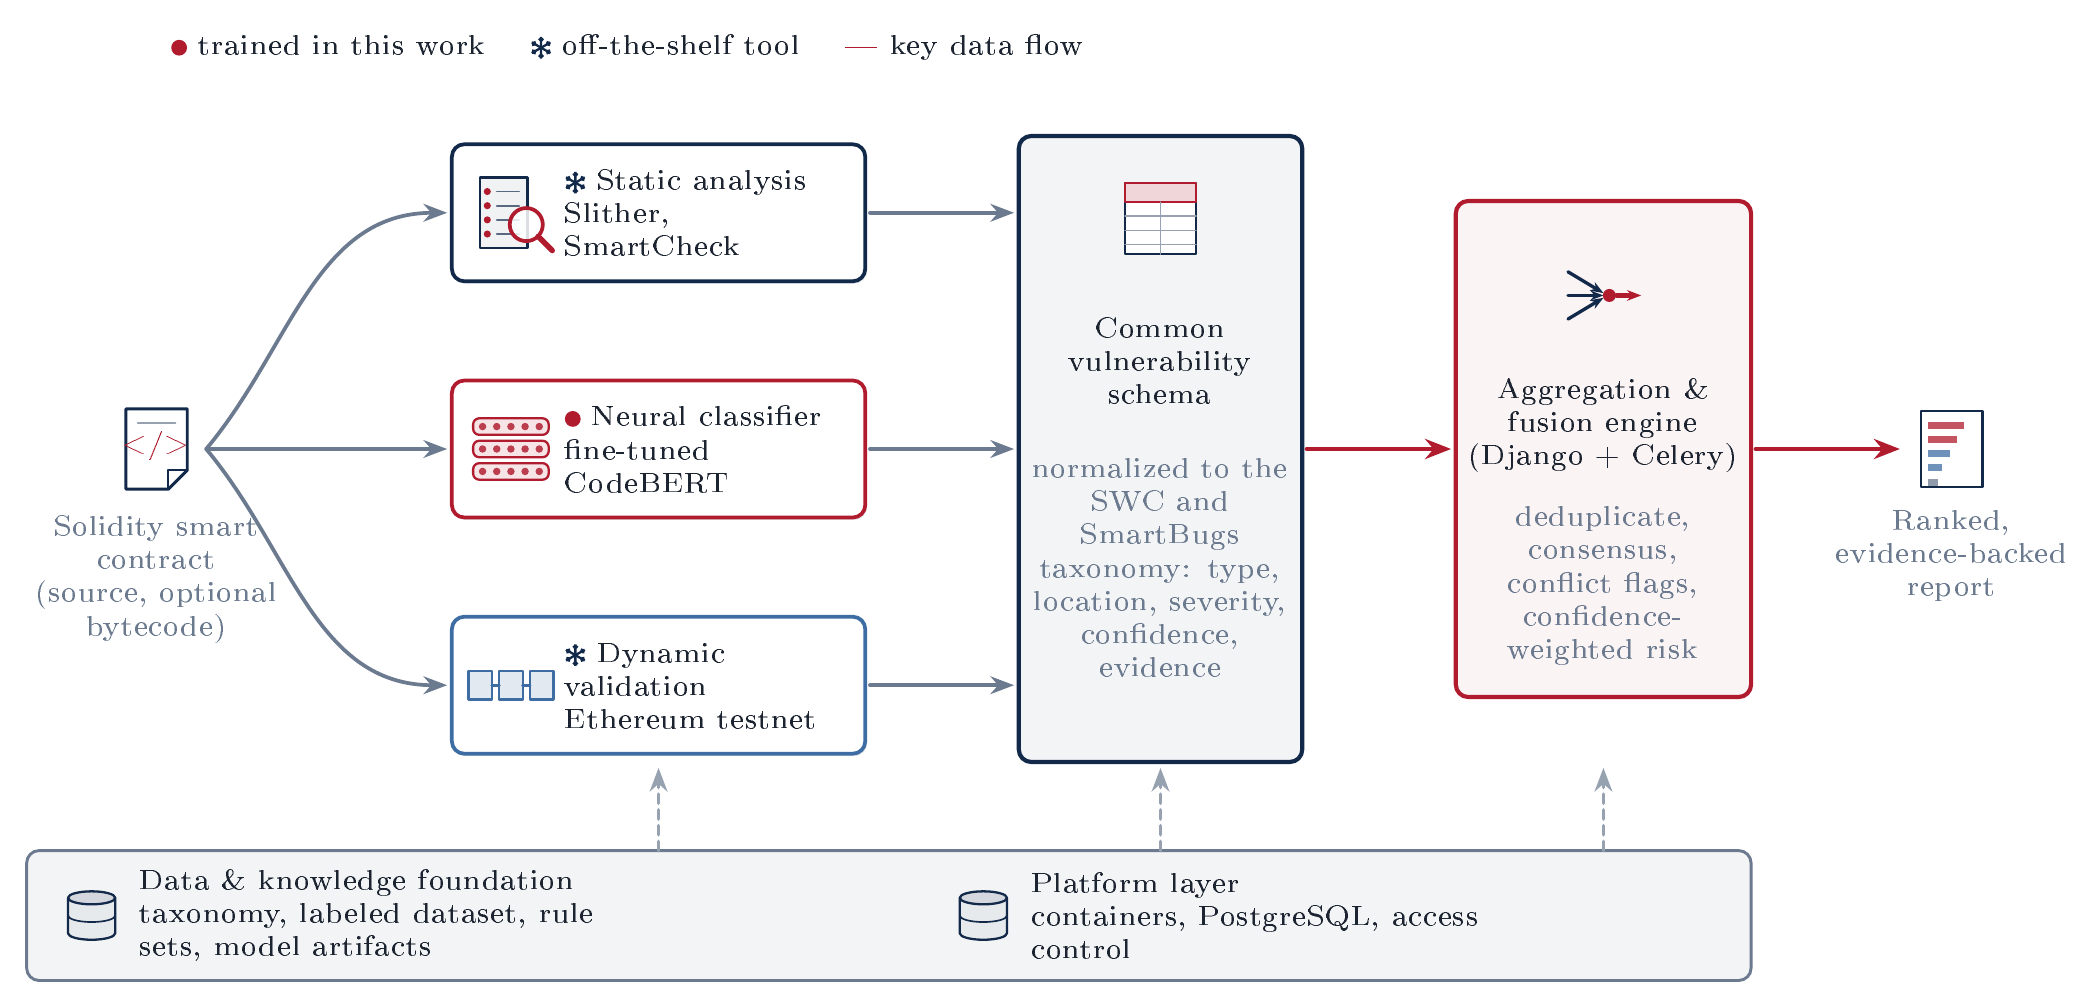 ● trained in this work ✻ off-the-shelf tool — key data flow
✻ Static analysis
Slither,
SmartCheck
● Neural classifier
fine-tuned
CodeBERT
✻ Dynamic
validation
Ethereum testnet
</>
Solidity smart
contract
(source, optional
bytecode)
Common
vulnerability
schema
normalized to the
SWC and
SmartBugs
taxonomy: type,
location, severity,
confidence,
evidence
Aggregation &
fusion engine
(Django + Celery)
deduplicate,
consensus,
conflict flags,
confidence-
weighted risk
Ranked,
evidence-backed
report
Data & knowledge foundation
taxonomy, labeled dataset, rule
sets, model artifacts
Platform layer
containers, PostgreSQL, access
control